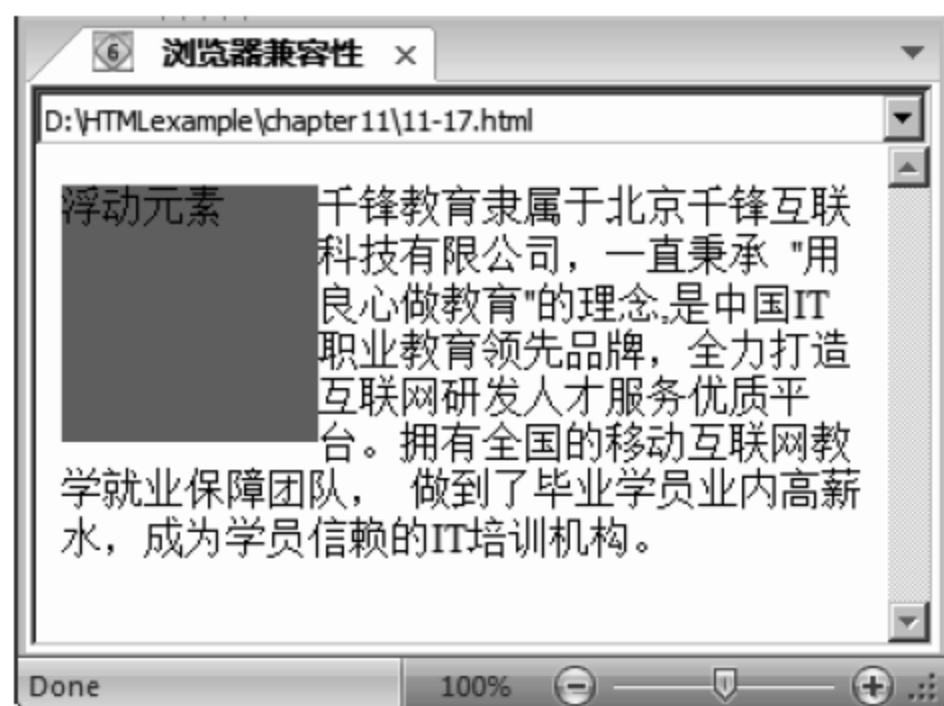 6 浏览器兼容性 ×
D:\HTMLexample\chapter11\11-17.html
浮动元素
千锋教育隶属于北京千锋互联
科技有限公司，一直秉承 "用
良心做教育"的理念,是中国IT
职业教育领先品牌，全力打造
互联网研发人才服务优质平
台。拥有全国的移动互联网教
学就业保障团队， 做到了毕业学员业内高薪
水，成为学员信赖的IT培训机构。
Done 100%